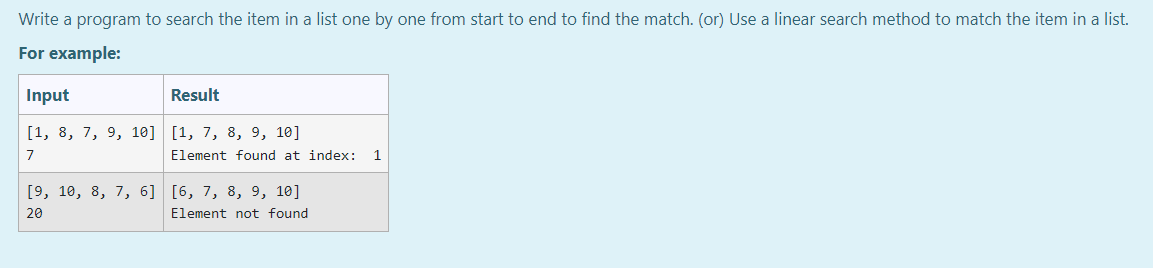 Write a program to search the item in a list one by one from start to end to find the match. (or) Use a linear search method to match the item in a list.
For example:
Input Result
[1, 8, 7, 9, 10] [1, 7, 8, 9, 10]
7 Element found at index:  1
[9, 10, 8, 7, 6] [6, 7, 8, 9, 10]
20 Element not found